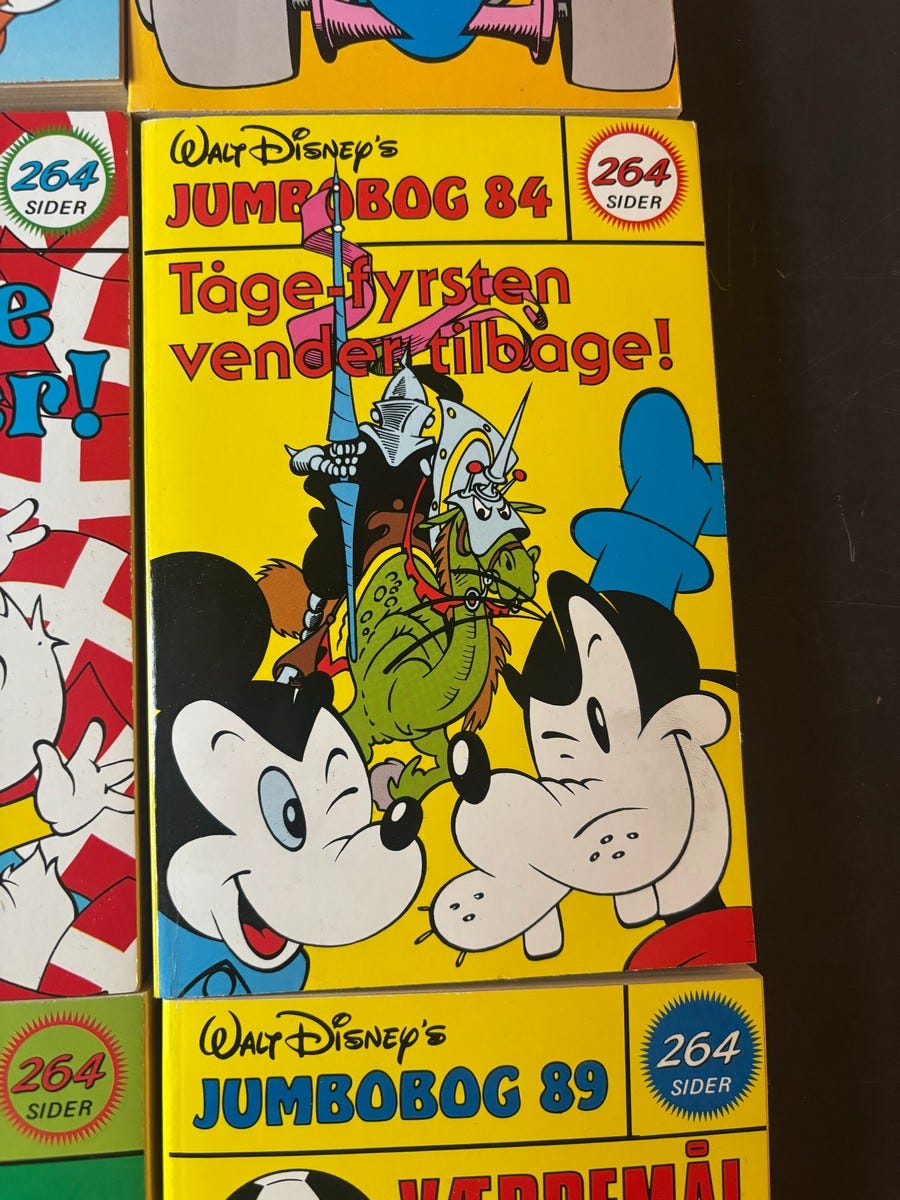 264
SIDER
WALT DISNEY'S
JUMBOBOG 84
264
SIDER
Tåge-fyrsten
vender tilbage!
264
SIDER
WALT DISNEY'S
JUMBOBOG 89
264
SIDER